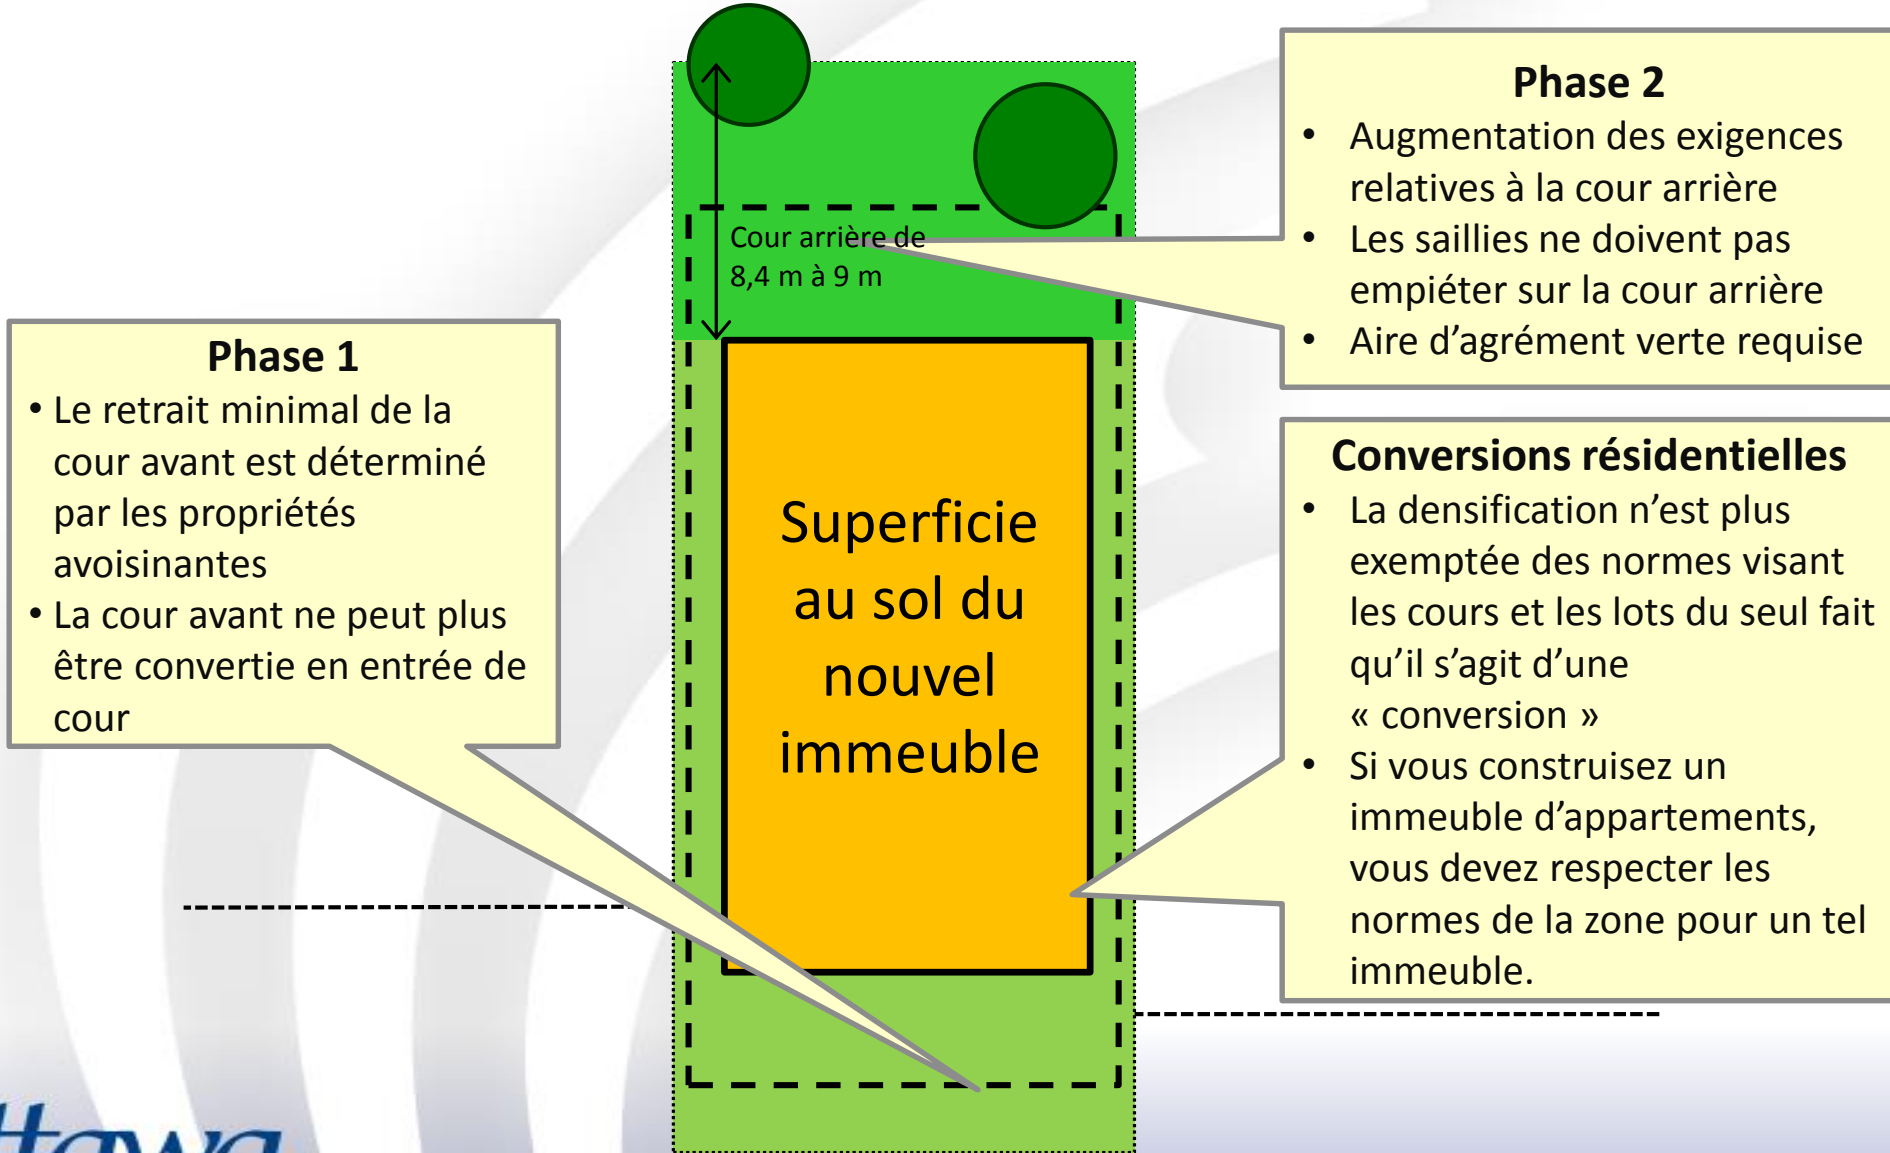 Phase 2
• Augmentation des exigences
relatives à la cour arrière
• Les saillies ne doivent pas
empiéter sur la cour arrière
• Aire d’agrément verte requise
Cour arrière de
8,4 m à 9 m
Phase 1
• Le retrait minimal de la
cour avant est déterminé
par les propriétés
avoisinantes
• La cour avant ne peut plus
être convertie en entrée de
cour
Superficie
au sol du
nouvel
immeuble
Conversions résidentielles
• La densification n’est plus
exemptée des normes visant
les cours et les lots du seul fait
qu’il s’agit d’une
« conversion »
• Si vous construisez un
immeuble d’appartements,
vous devez respecter les
normes de la zone pour un tel
immeuble.
ttawa